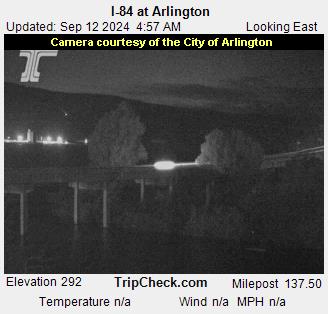 I-84 at Arlington
Updated: Sep 12 2024 4:57 AM Looking East
Camera courtesy of the City of Arlington
Elevation 292 TripCheck.com Milepost 137.50
Temperature n/a Wind n/a MPH n/a